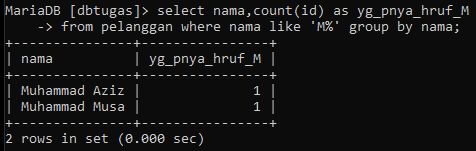 MariaDB [dbtugas]> select nama,count(id) as yg_pnya_hruf_M
    -> from pelanggan where nama like 'M%' group by nama;
+---------------+----------------+
| nama          | yg_pnya_hruf_M |
+---------------+----------------+
| Muhammad Aziz |              1 |
| Muhammad Musa |              1 |
+---------------+----------------+
2 rows in set (0.000 sec)